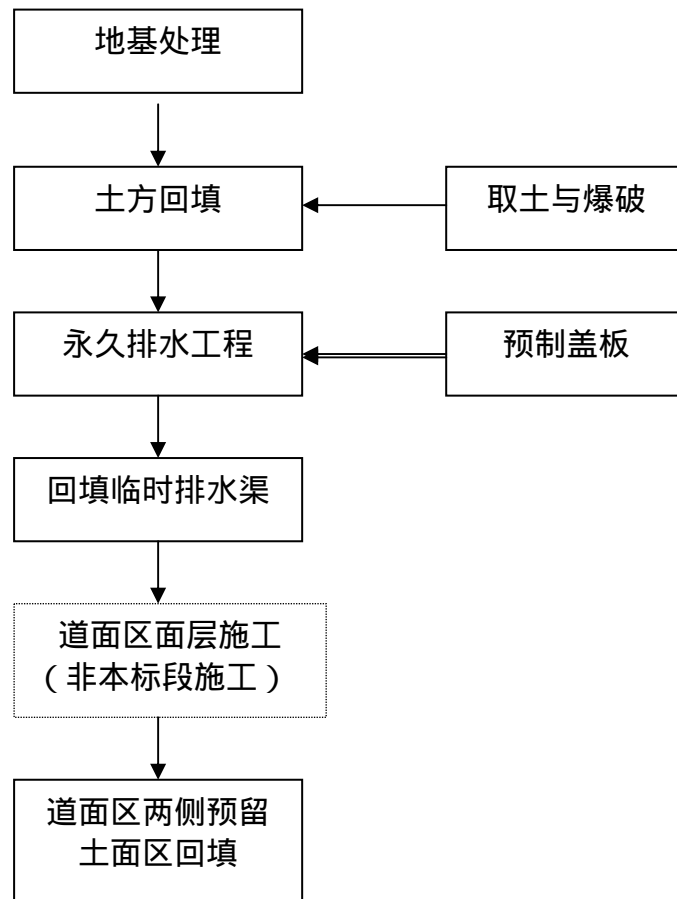 地基处理
土方回填
取土与爆破
永久排水工程
预制盖板
回填临时排水渠
道面区面层施工
（非本标段施工）
道面区两侧预留
土面区回填